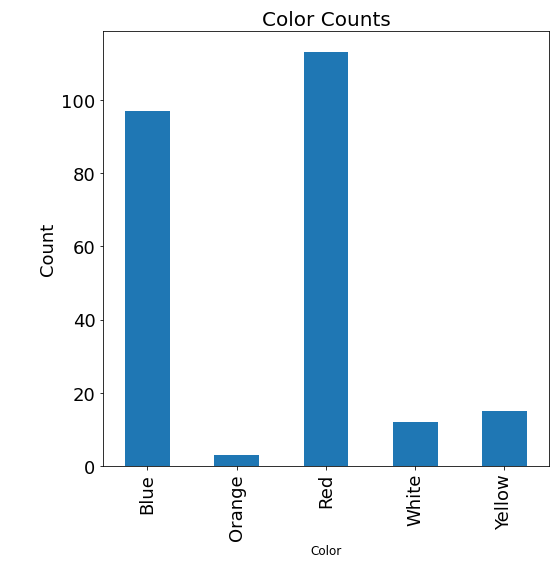 Color Counts
Count
100
80
60
40
20
0
Blue
Orange
Red
White
Yellow
Color